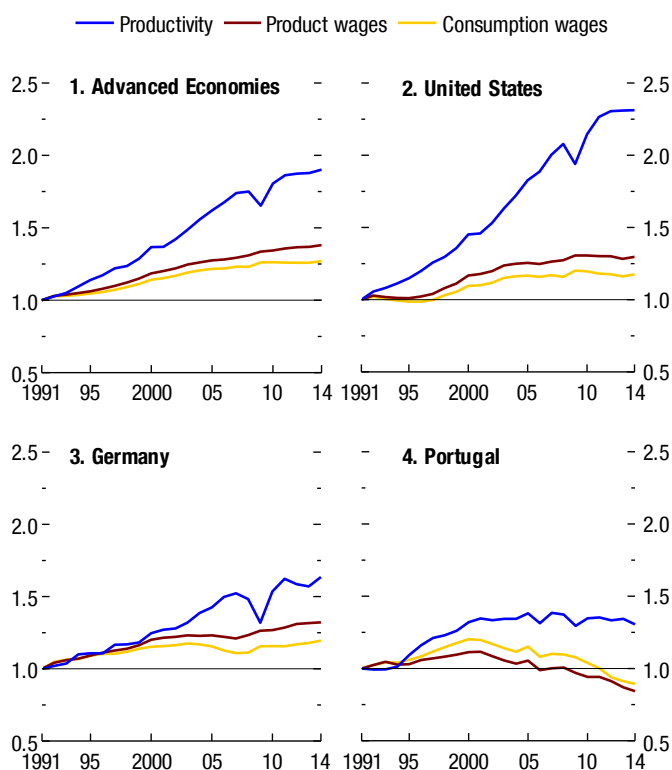 Productivity Product wages Consumption wages
1. Advanced Economies
2.5
2.0
1.5
1.0
0.5
1991 95 2000 05 10 14
2. United States
2.5
2.0
1.5
1.0
0.5
1991 95 2000 05 10 14
3. Germany
2.5
2.0
1.5
1.0
0.5
1991 95 2000 05 10 14
4. Portugal
2.5
2.0
1.5
1.0
0.5
1991 95 2000 05 10 14